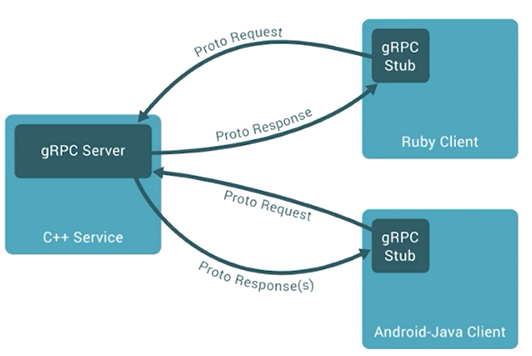 Proto Request
gRPC
Stub
Ruby Client
Proto Response
gRPC Server
C++ Service
Proto Request
Proto Response(s)
gRPC
Stub
Android-Java Client